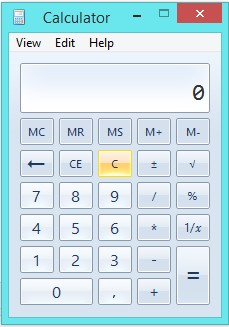 Calculator
View Edit Help
0
MC MR MS M+ M-
← CE C ± √
7 8 9 / %
4 5 6 * 1/x
1 2 3 - =
0 , +